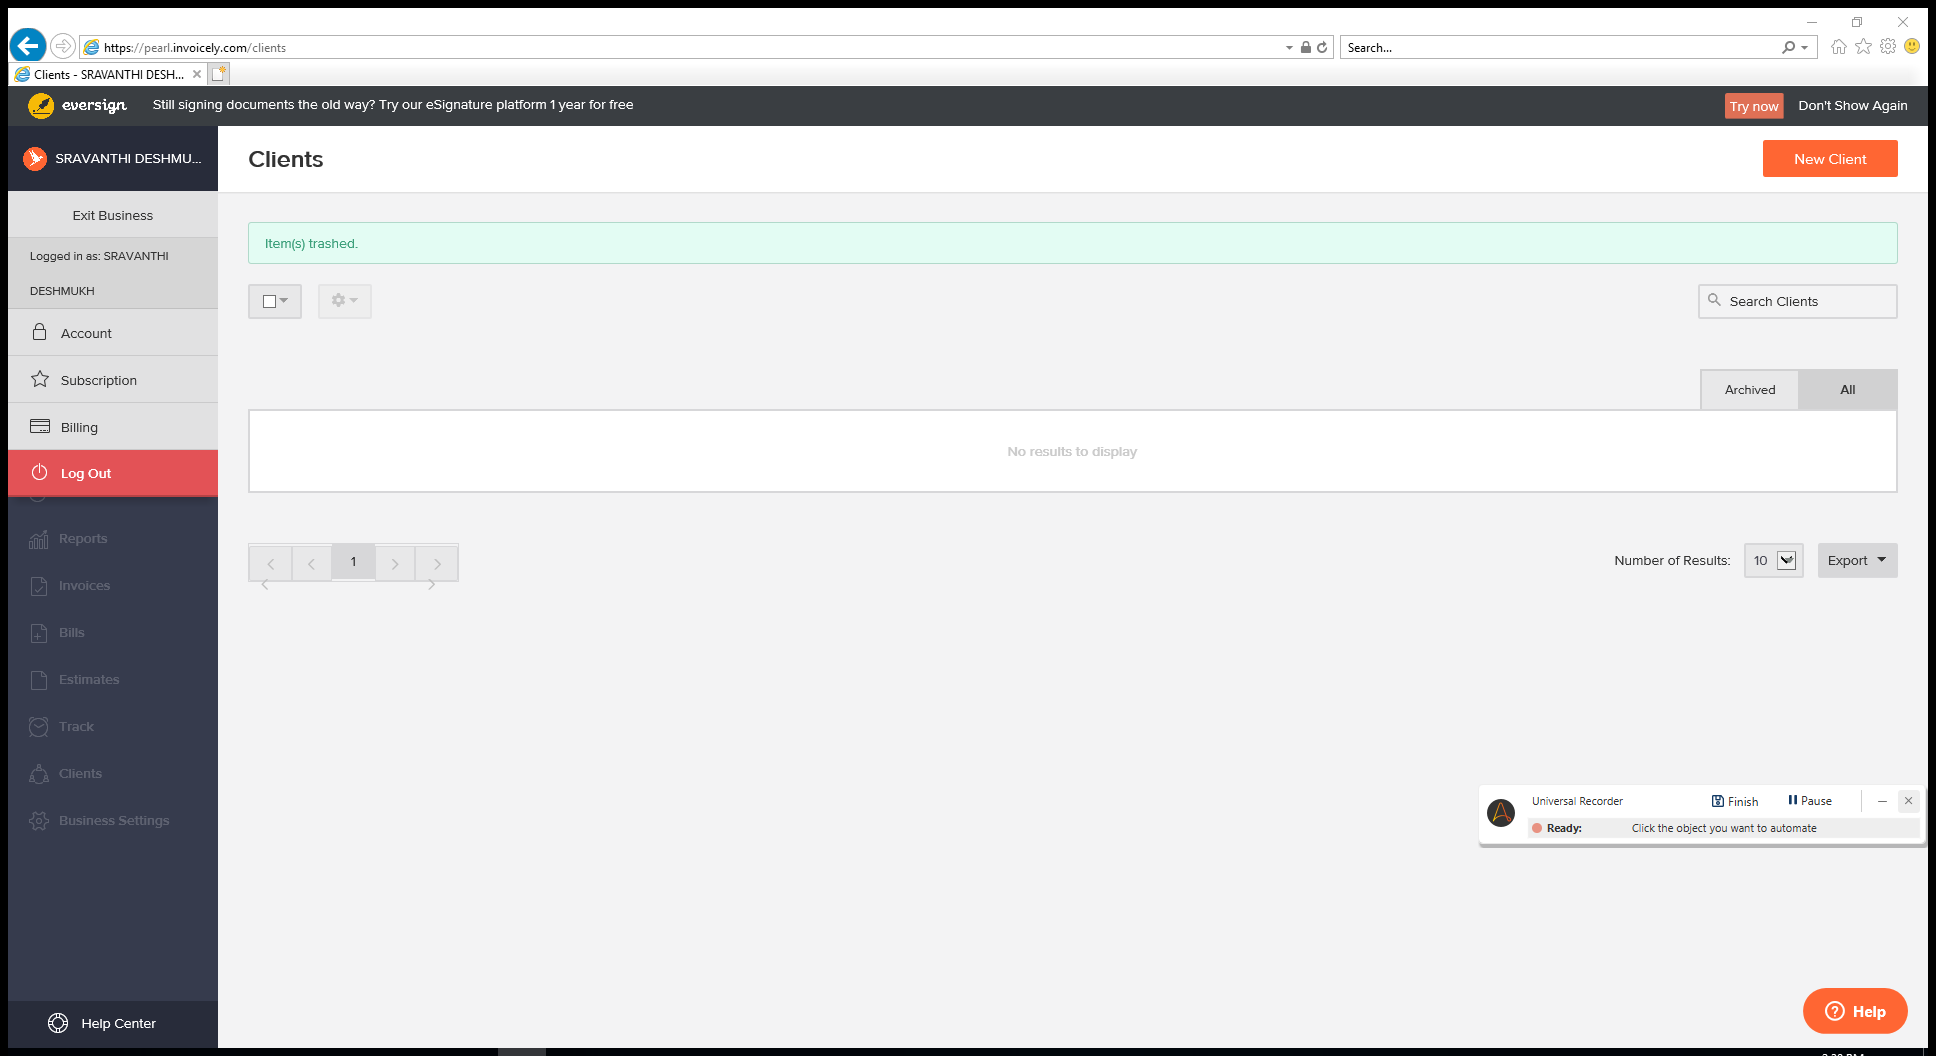 https://pearl.invoicely.com/clients
Search...
Clients - SRAVANTHI DESH...
eversign
Still signing documents the old way? Try our eSignature platform 1 year for free
Try now
Don't Show Again
SRAVANTHI DESHMU...
Clients
New Client
Exit Business
Item(s) trashed.
Logged in as: SRAVANTHI
DESHMUKH
Search Clients
Account
Subscription
Archived
All
Billing
No results to display
Log Out
Reports
1
Number of Results:
10
Export
Invoices
Bills
Estimates
Track
Clients
Business Settings
Universal Recorder
Finish
Pause
Ready:
Click the object you want to automate
Help Center
Help